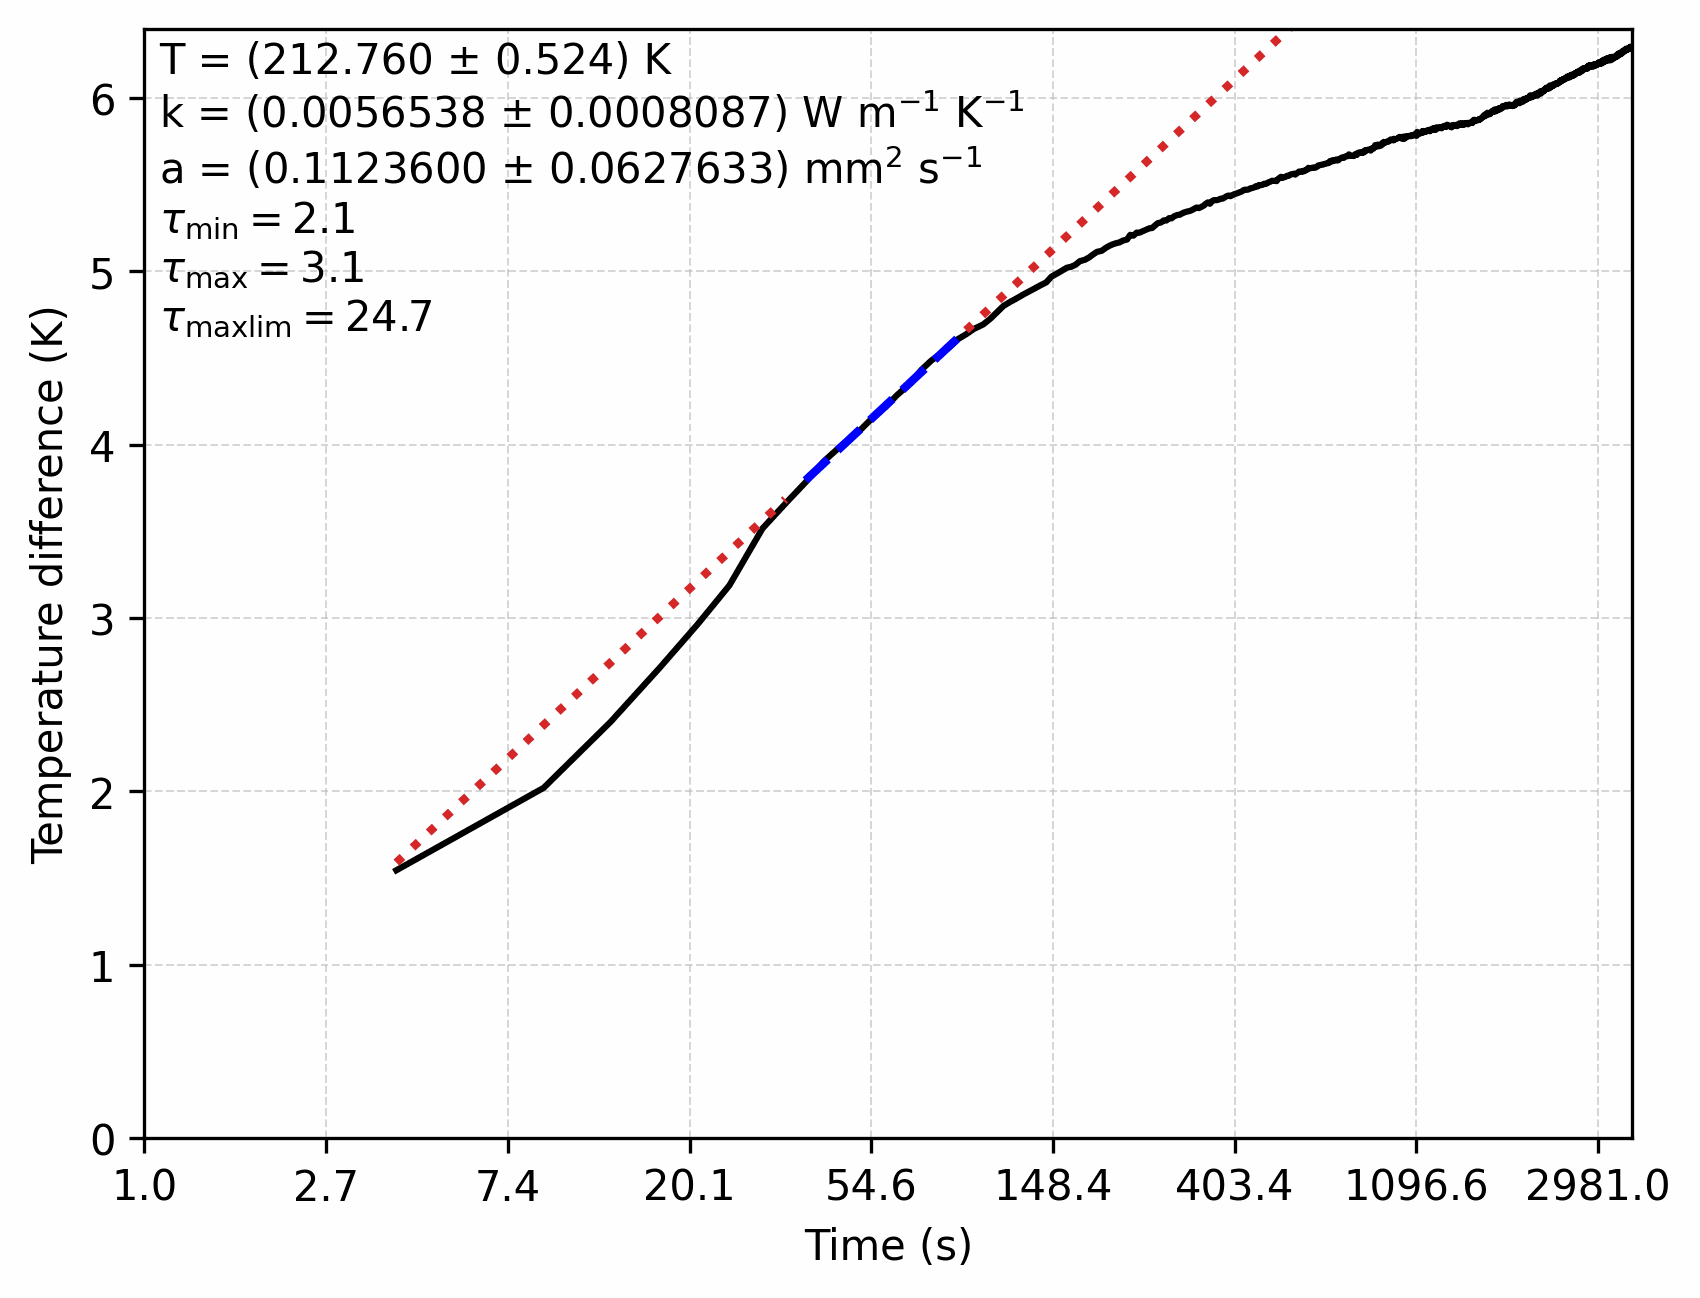 T = (212.760 ± 0.524) K
k = (0.0056538 ± 0.0008087) W m⁻¹ K⁻¹
a = (0.1123600 ± 0.0627633) mm² s⁻¹
τmin = 2.1
τmax = 3.1
τmaxlim = 24.7
Temperature difference (K)
6
5
4
3
2
1
0
1.0 2.7 7.4 20.1 54.6 148.4 403.4 1096.6 2981.0
Time (s)